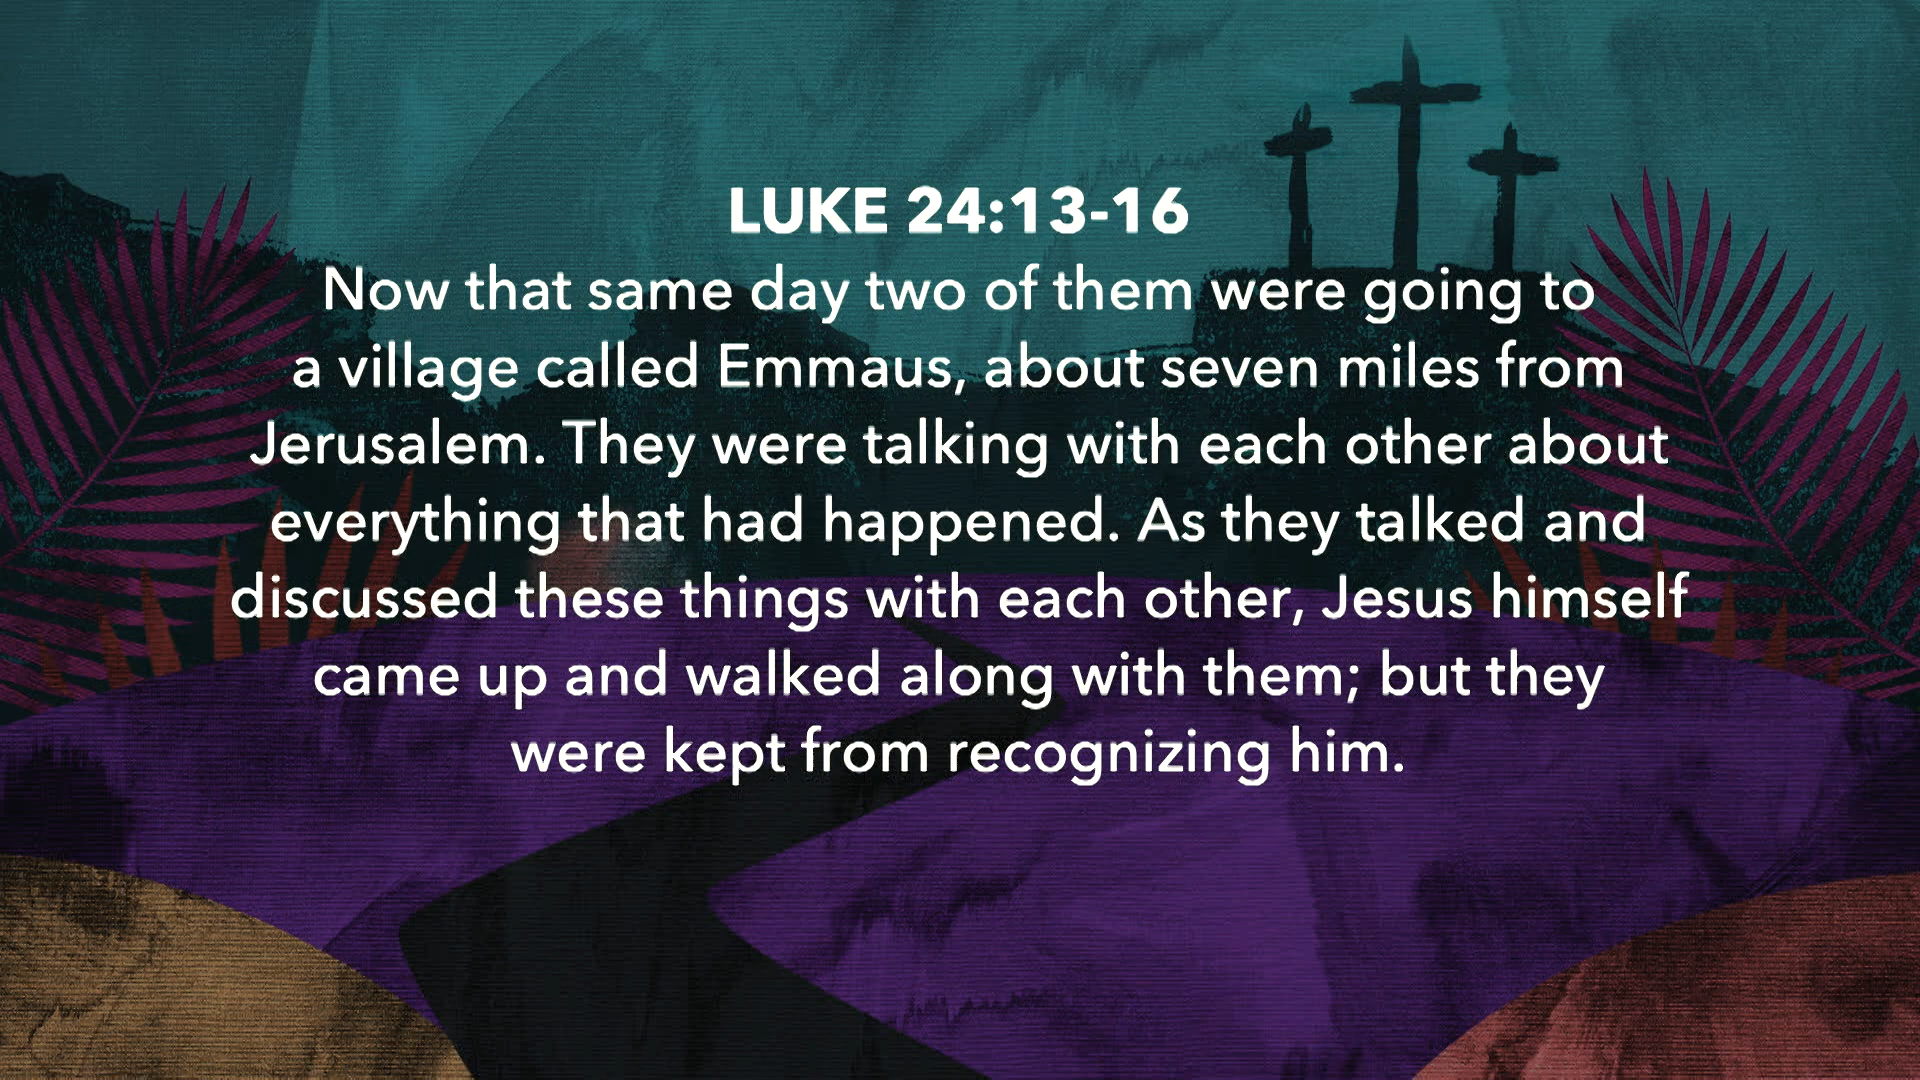 LUKE 24:13-16
Now that same day two of them were going to
a village called Emmaus, about seven miles from
Jerusalem. They were talking with each other about
everything that had happened. As they talked and
discussed these things with each other, Jesus himself
came up and walked along with them; but they
were kept from recognizing him.